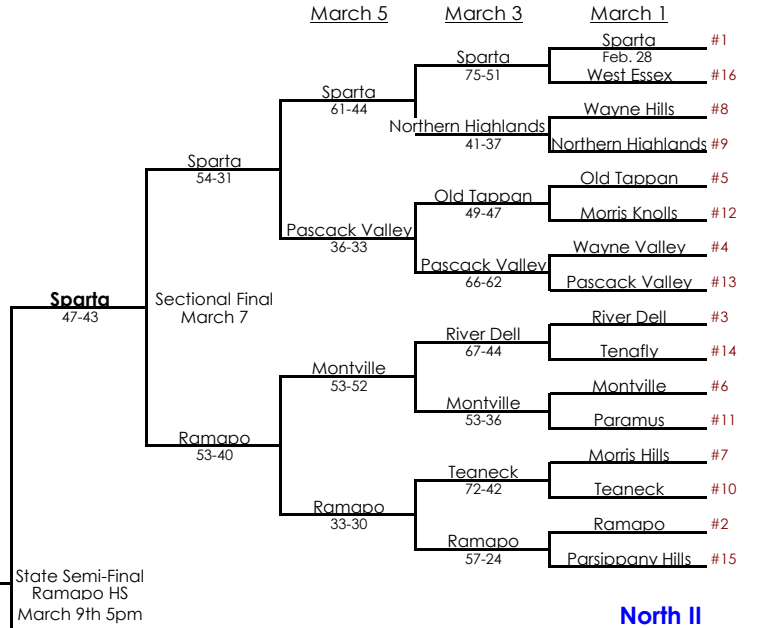 March 5
March 3
March 1
Sparta
#1
Feb. 28
Sparta
75-51
West Essex
#16
Sparta
61-44
Wayne Hills
#8
Northern Highlands
41-37
Northern Highlands
#9
Sparta
54-31
Old Tappan
#5
Old Tappan
49-47
Morris Knolls
#12
Pascack Valley
36-33
Wayne Valley
#4
Pascack Valley
66-62
Pascack Valley
#13
Sparta
47-43
Sectional Final
March 7
River Dell
#3
River Dell
67-44
Tenafly
#14
Montville
53-52
Montville
#6
Montville
53-36
Paramus
#11
Ramapo
53-40
Morris Hills
#7
Teaneck
72-42
Teaneck
#10
Ramapo
33-30
Ramapo
#2
Ramapo
57-24
Parsippany Hills
#15
State Semi-Final
Ramapo HS
March 9th 5pm
North II